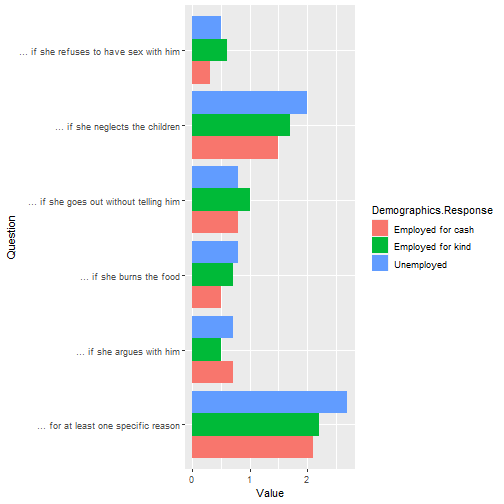 ... if she refuses to have sex with him
... if she neglects the children
... if she goes out without telling him
... if she burns the food
... if she argues with him
... for at least one specific reason
Question
0 1 2
Value
Demographics.Response
Employed for cash
Employed for kind
Unemployed